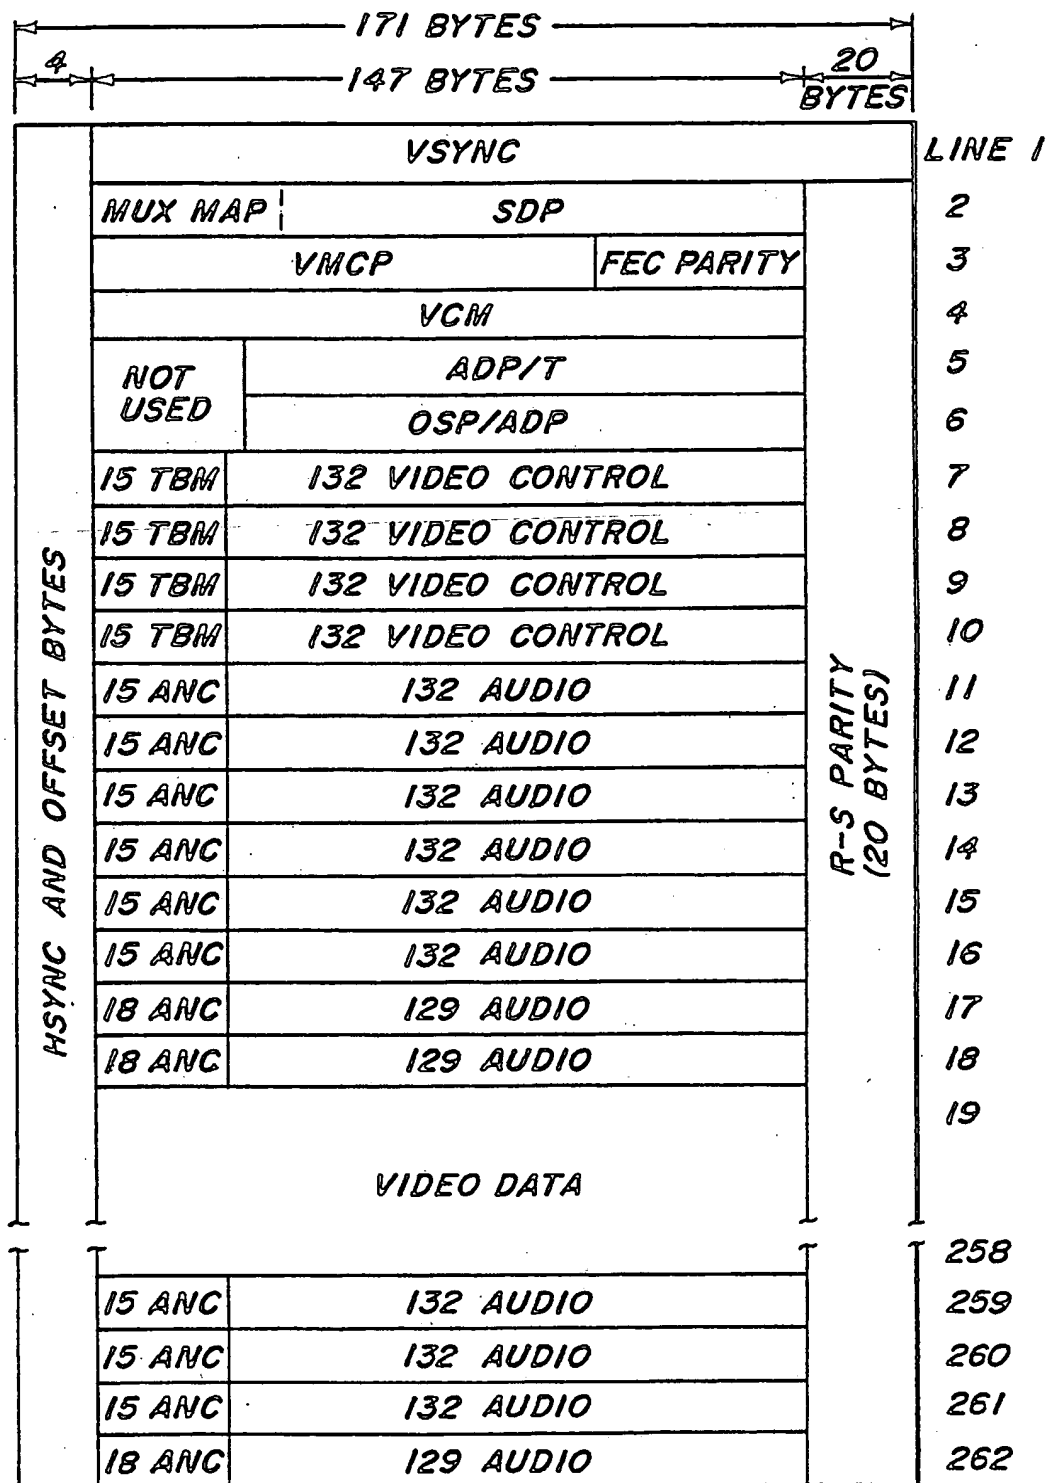 171 BYTES
4
147 BYTES
20
BYTES
VSYNC
LINE 1
MUX MAP
SDP
2
VMCP
FEC PARITY
3
VCM
4
NOT
USED
ADP/T
5
OSP/ADP
6
15 TBM
132 VIDEO CONTROL
7
15 TBM
132 VIDEO CONTROL
8
15 TBM
132 VIDEO CONTROL
9
15 TBM
132 VIDEO CONTROL
10
HSYNC AND OFFSET BYTES
R-S PARITY
(20 BYTES)
15 ANC
132 AUDIO
11
15 ANC
132 AUDIO
12
15 ANC
132 AUDIO
13
15 ANC
132 AUDIO
14
15 ANC
132 AUDIO
15
15 ANC
132 AUDIO
16
18 ANC
129 AUDIO
17
18 ANC
129 AUDIO
18
19
VIDEO DATA
258
15 ANC
132 AUDIO
259
15 ANC
132 AUDIO
260
15 ANC
132 AUDIO
261
18 ANC
129 AUDIO
262